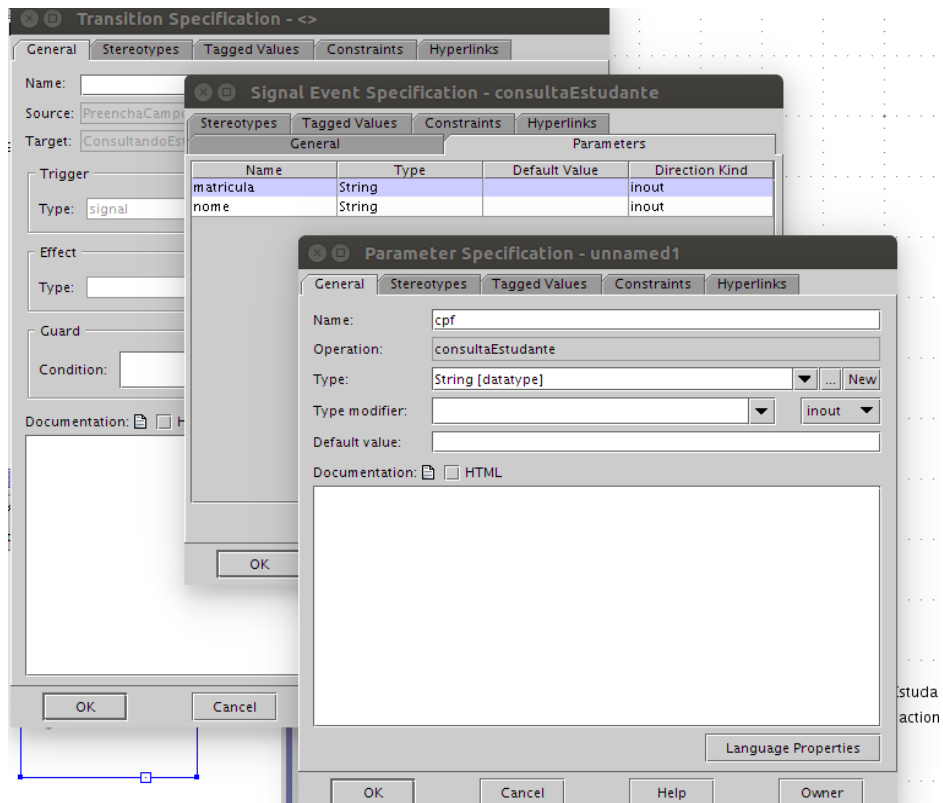 Transition Specification - <>
General Stereotypes Tagged Values Constraints Hyperlinks
Name:
Source:
Target:
Trigger
Type: signal
Effect
Type:
Guard
Condition:
Documentation:
OK Cancel
Signal Event Specification - consultaEstudante
Stereotypes Tagged Values Constraints Hyperlinks
General Parameters
Name Type Default Value Direction Kind
matricula String inout
nome String inout
OK
Parameter Specification - unnamed1
General Stereotypes Tagged Values Constraints Hyperlinks
Name: cpf
Operation: consultaEstudante
Type: String [datatype] ... New
Type modifier: inout
Default value:
Documentation: HTML
Language Properties
OK Cancel Help Owner
action